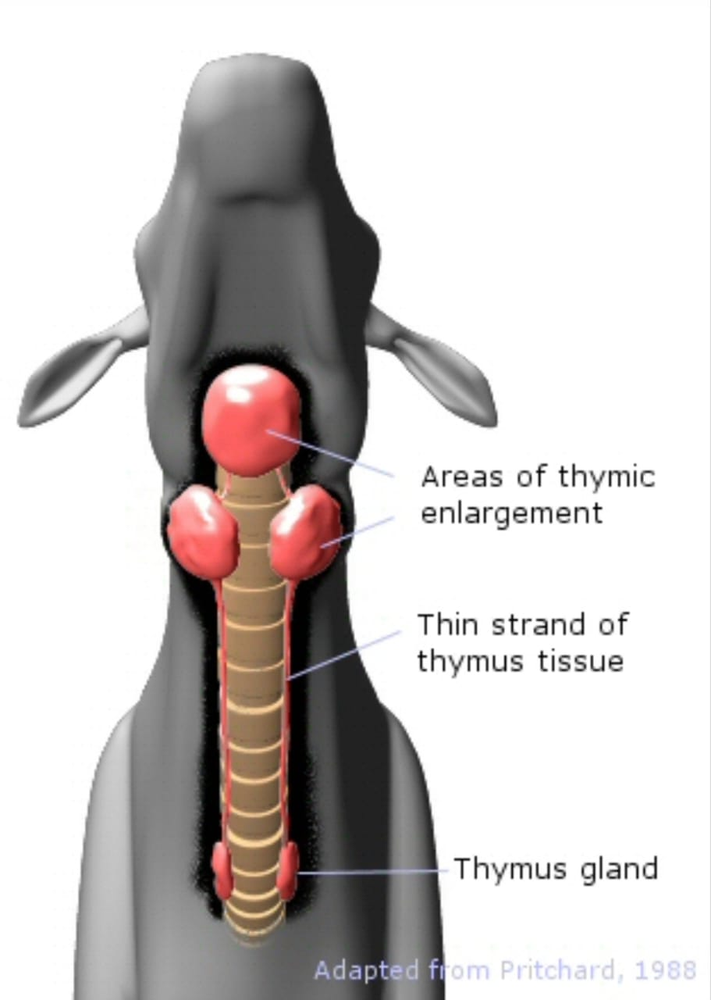 Areas of thymic
enlargement
Thin strand of
thymus tissue
Thymus gland
Adapted from Pritchard, 1988